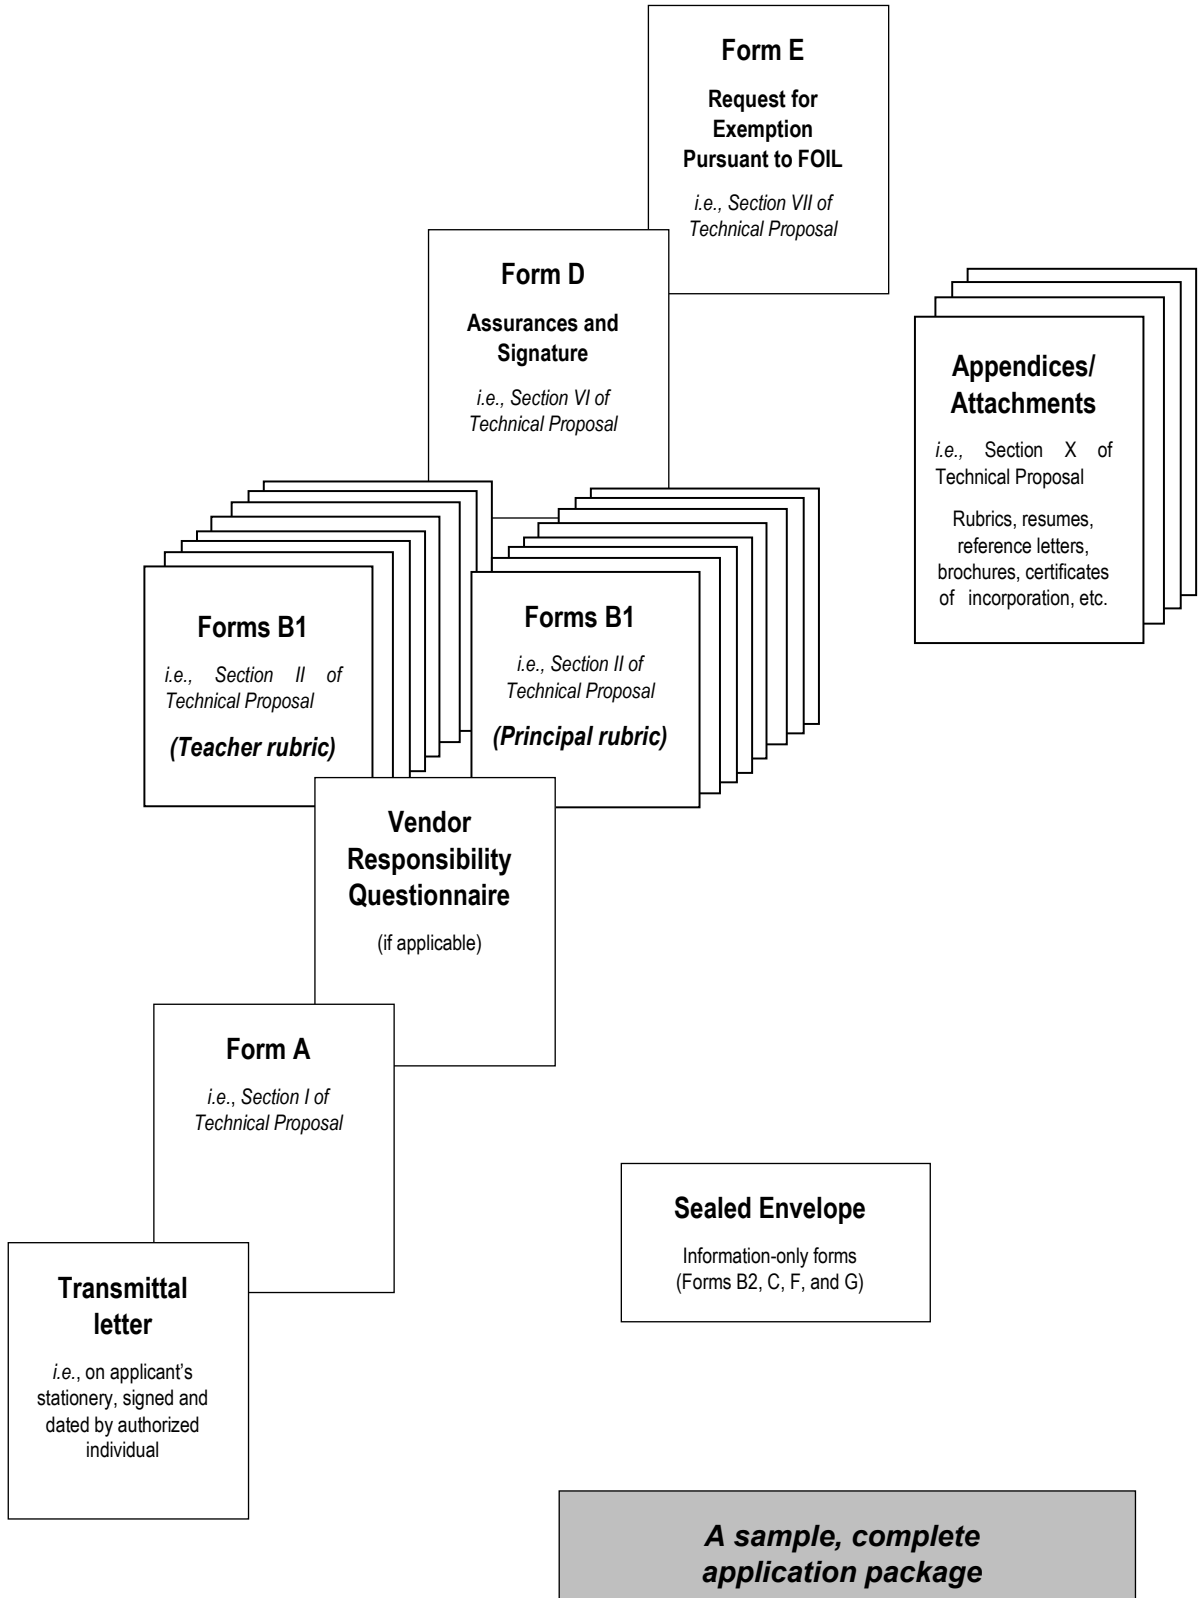 Form E
Request for
Exemption
Pursuant to FOIL
i.e., Section VII of
Technical Proposal
Form D
Assurances and
Signature
i.e., Section VI of
Technical Proposal
Appendices/
Attachments
i.e., Section X of
Technical Proposal
Rubrics, resumes,
reference letters,
brochures, certificates
of incorporation, etc.
Forms B1
i.e., Section II of
Technical Proposal
(Teacher rubric)
Forms B1
i.e., Section II of
Technical Proposal
(Principal rubric)
Vendor
Responsibility
Questionnaire
(if applicable)
Form A
i.e., Section I of
Technical Proposal
Sealed Envelope
Information-only forms
(Forms B2, C, F, and G)
Transmittal
letter
i.e., on applicant’s
stationery, signed and
dated by authorized
individual
A sample, complete
application package